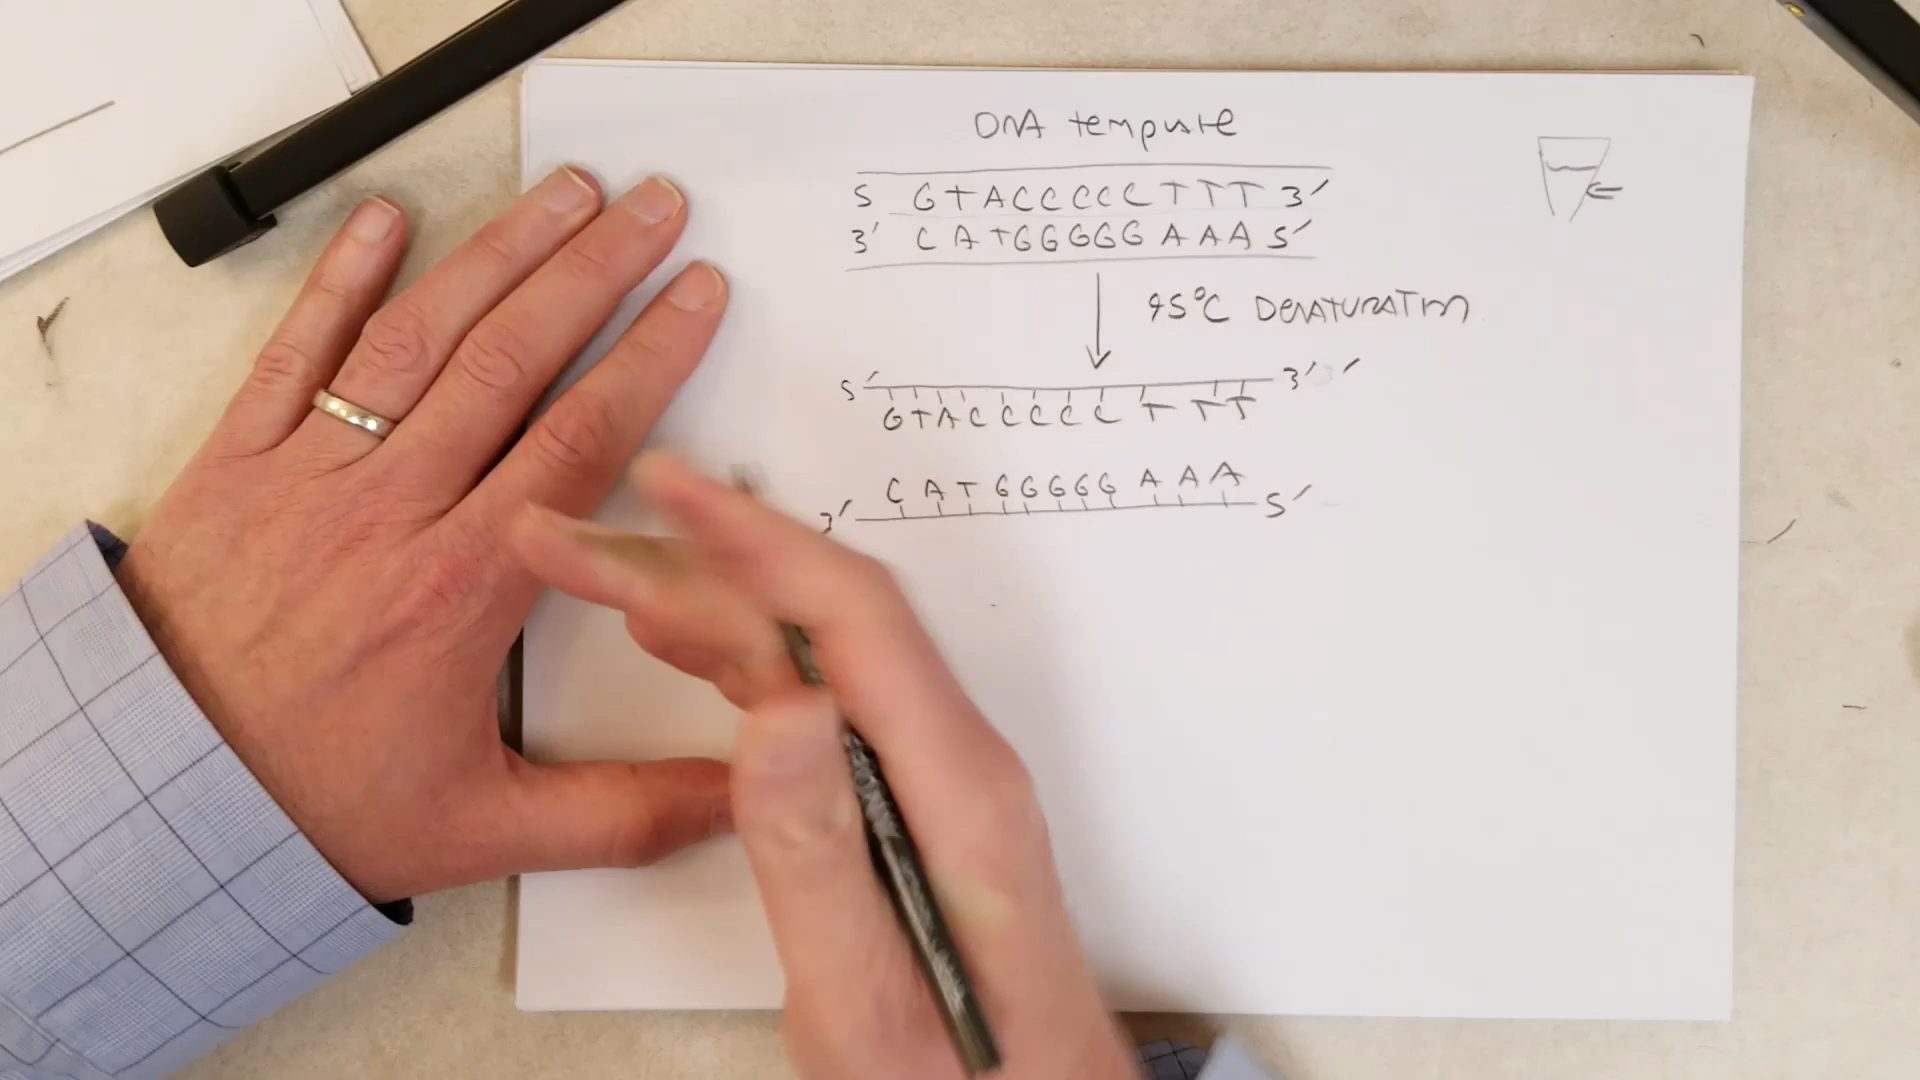 DNA template
5 GTACCCCCTTT 3'
3' CATGGGGGAAA 5'
95°C DENATURATION
5' 3'
GTACCCCCTTT
CATGGGGGAAA
3' 5'